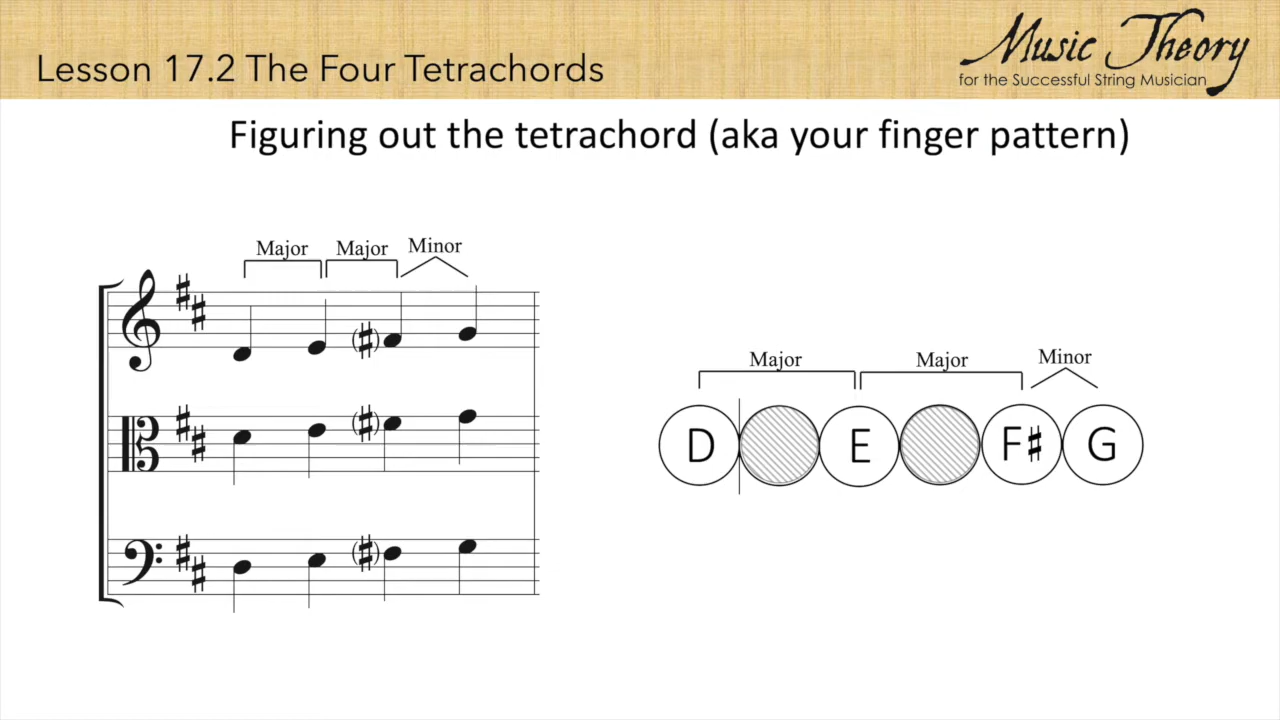 Lesson 17.2 The Four Tetrachords
Music Theory
for the Successful String Musician
Figuring out the tetrachord (aka your finger pattern)
Major Major Minor
(♯)
(♯)
(♯)
Major Major Minor
D E F♯ G